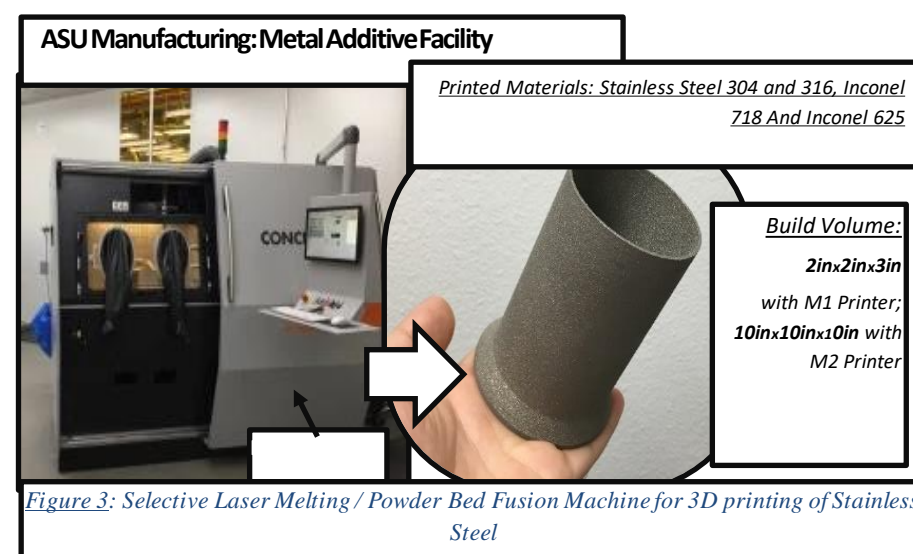 ASU Manufacturing: Metal Additive Facility
Printed Materials: Stainless Steel 304 and 316, Inconel
718 And Inconel 625
CONC
Build Volume:
2inx2inx3in
with M1 Printer;
10inx10inx10in with
M2 Printer
Figure 3: Selective Laser Melting / Powder Bed Fusion Machine for 3D printing of Stainless
Steel